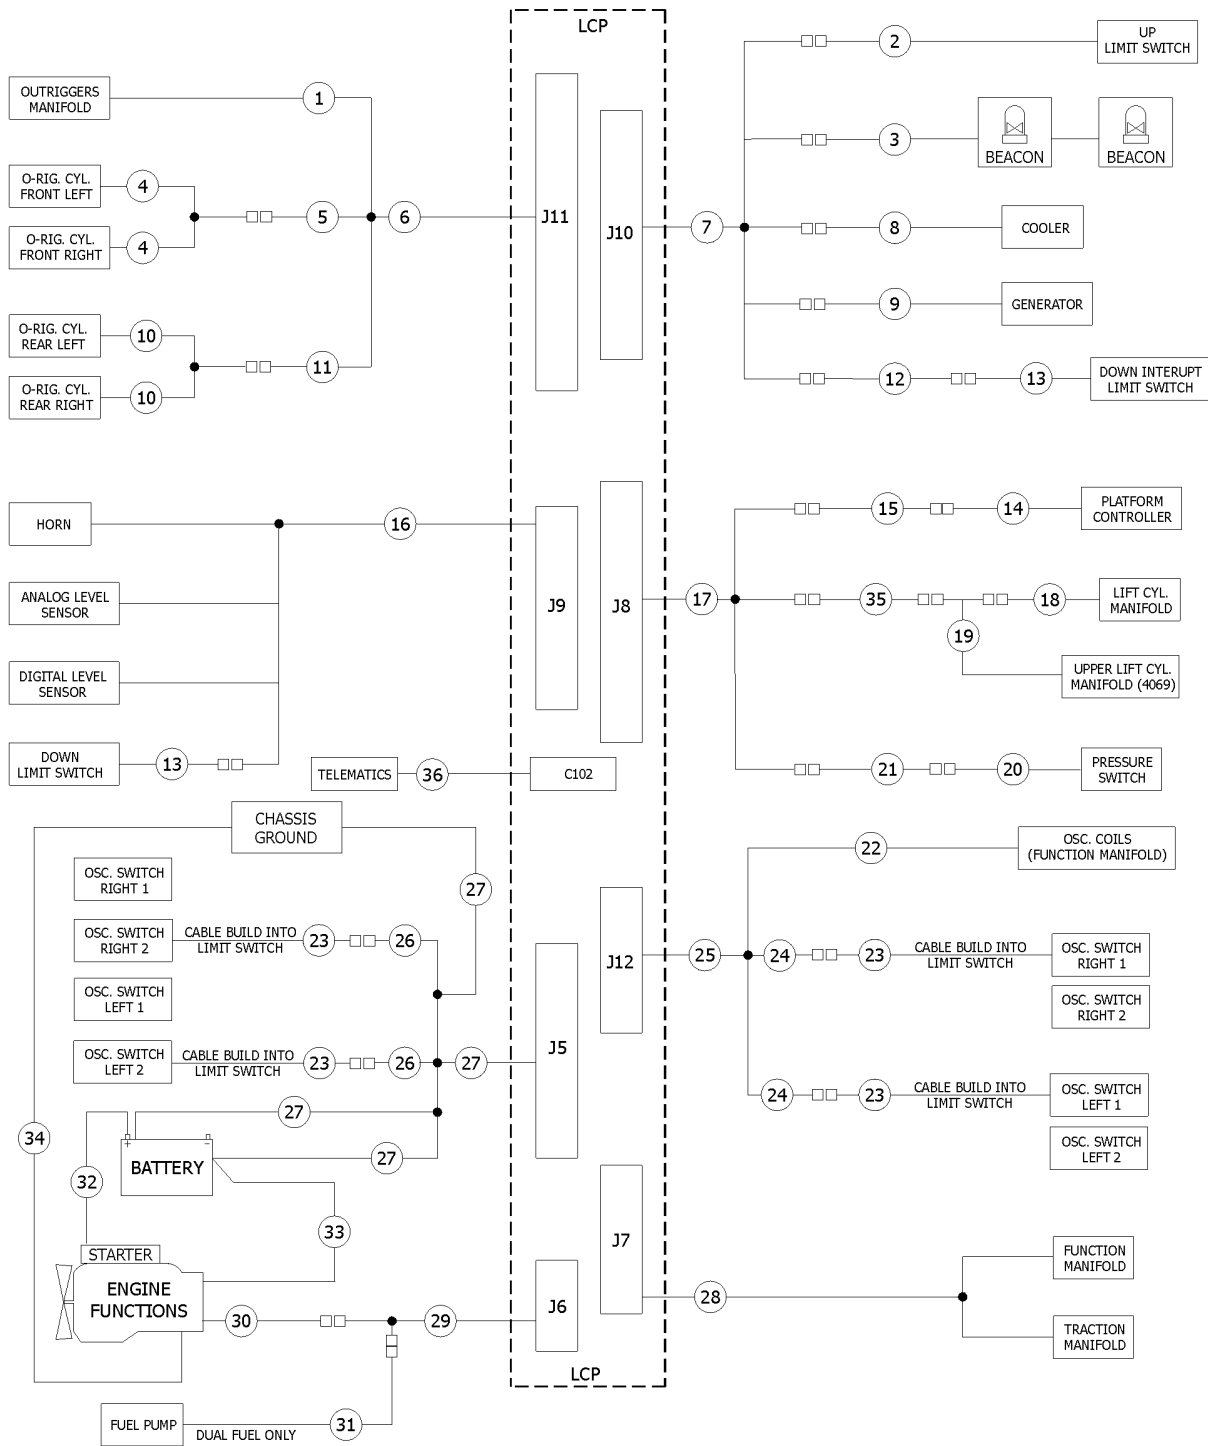 LCP
OUTRIGGERS
MANIFOLD
1
O-RIG. CYL.
FRONT LEFT
4
O-RIG. CYL.
FRONT RIGHT
4
5
6
J11
O-RIG. CYL.
REAR LEFT
10
O-RIG. CYL.
REAR RIGHT
10
11
J10
7
2
UP
LIMIT SWITCH
3
BEACON
BEACON
8
COOLER
9
GENERATOR
12
13
DOWN INTERUPT
LIMIT SWITCH
HORN
16
ANALOG LEVEL
SENSOR
DIGITAL LEVEL
SENSOR
DOWN
LIMIT SWITCH
13
J9
J8
17
15
14
PLATFORM
CONTROLLER
35
18
LIFT CYL.
MANIFOLD
19
UPPER LIFT CYL.
MANIFOLD (4069)
21
20
PRESSURE
SWITCH
TELEMATICS
36
C102
CHASSIS
GROUND
27
OSC. SWITCH
RIGHT 1
OSC. SWITCH
RIGHT 2
CABLE BUILD INTO
LIMIT SWITCH
23
26
OSC. SWITCH
LEFT 1
OSC. SWITCH
LEFT 2
CABLE BUILD INTO
LIMIT SWITCH
23
26
27
J5
27
34
+
-
BATTERY
27
32
33
STARTER
ENGINE
FUNCTIONS
30
29
J6
FUEL PUMP
DUAL FUEL ONLY
31
J12
25
22
OSC. COILS
(FUNCTION MANIFOLD)
24
23
CABLE BUILD INTO
LIMIT SWITCH
OSC. SWITCH
RIGHT 1
OSC. SWITCH
RIGHT 2
24
23
CABLE BUILD INTO
LIMIT SWITCH
OSC. SWITCH
LEFT 1
OSC. SWITCH
LEFT 2
J7
28
FUNCTION
MANIFOLD
TRACTION
MANIFOLD
LCP